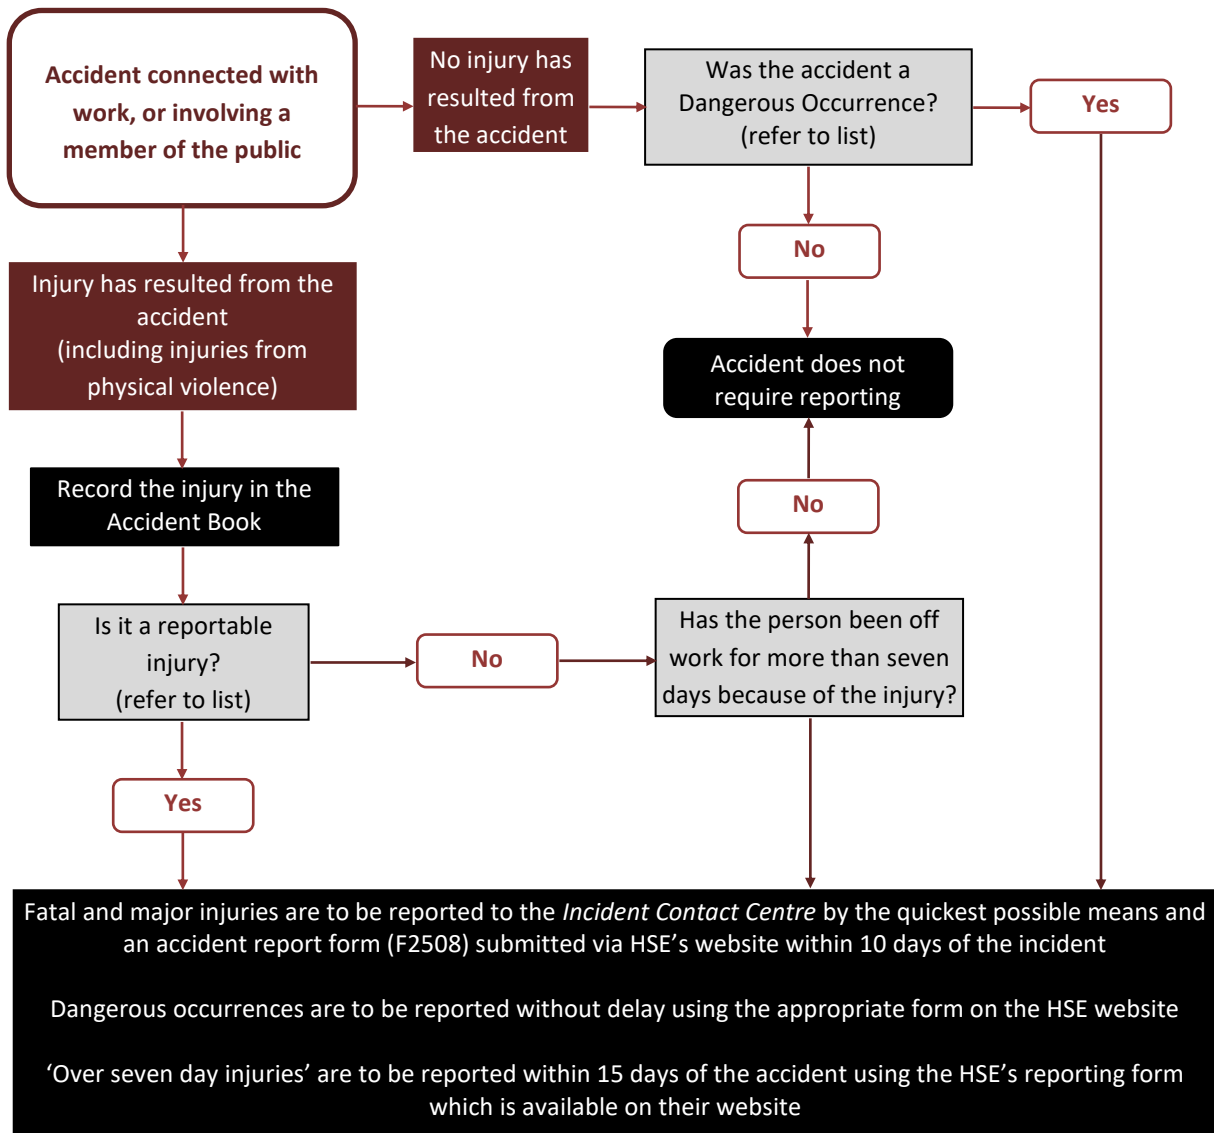 Accident connected with
work, or involving a
member of the public
No injury has
resulted from
the accident
Was the accident a
Dangerous Occurrence?
(refer to list)
Yes
No
Injury has resulted from the
accident
(including injuries from
physical violence)
Accident does not
require reporting
Record the injury in the
Accident Book
No
Is it a reportable
injury?
(refer to list)
No
Has the person been off
work for more than seven
days because of the injury?
Yes
Fatal and major injuries are to be reported to the Incident Contact Centre by the quickest possible means and
an accident report form (F2508) submitted via HSE’s website within 10 days of the incident
Dangerous occurrences are to be reported without delay using the appropriate form on the HSE website
‘Over seven day injuries’ are to be reported within 15 days of the accident using the HSE’s reporting form
which is available on their website